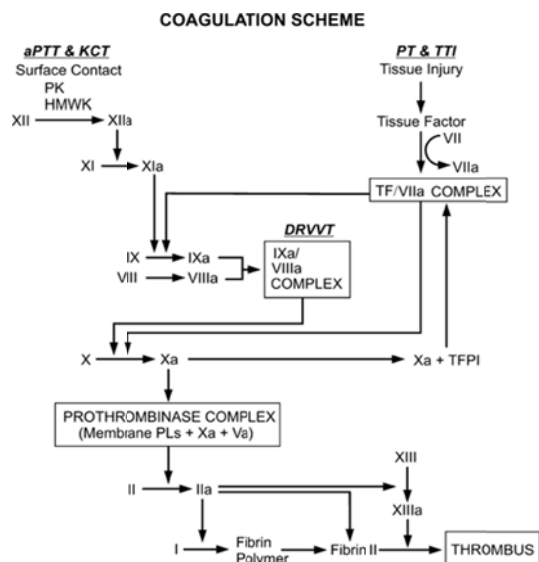 COAGULATION SCHEME
aPTT & KCT
Surface Contact
PK
HMWK
XII
XIIa
XI
XIa
PT & TTI
Tissue Injury
Tissue Factor
VII
VIIa
TF/VIIa COMPLEX
DRVVT
IX
IXa
VIII
VIIIa
IXa/
VIIIa
COMPLEX
X
Xa
Xa + TFPI
PROTHROMBINASE COMPLEX
(Membrane PLs + Xa + Va)
II
IIa
XIII
XIIIa
I
Fibrin
Polymer
Fibrin II
THROMBUS